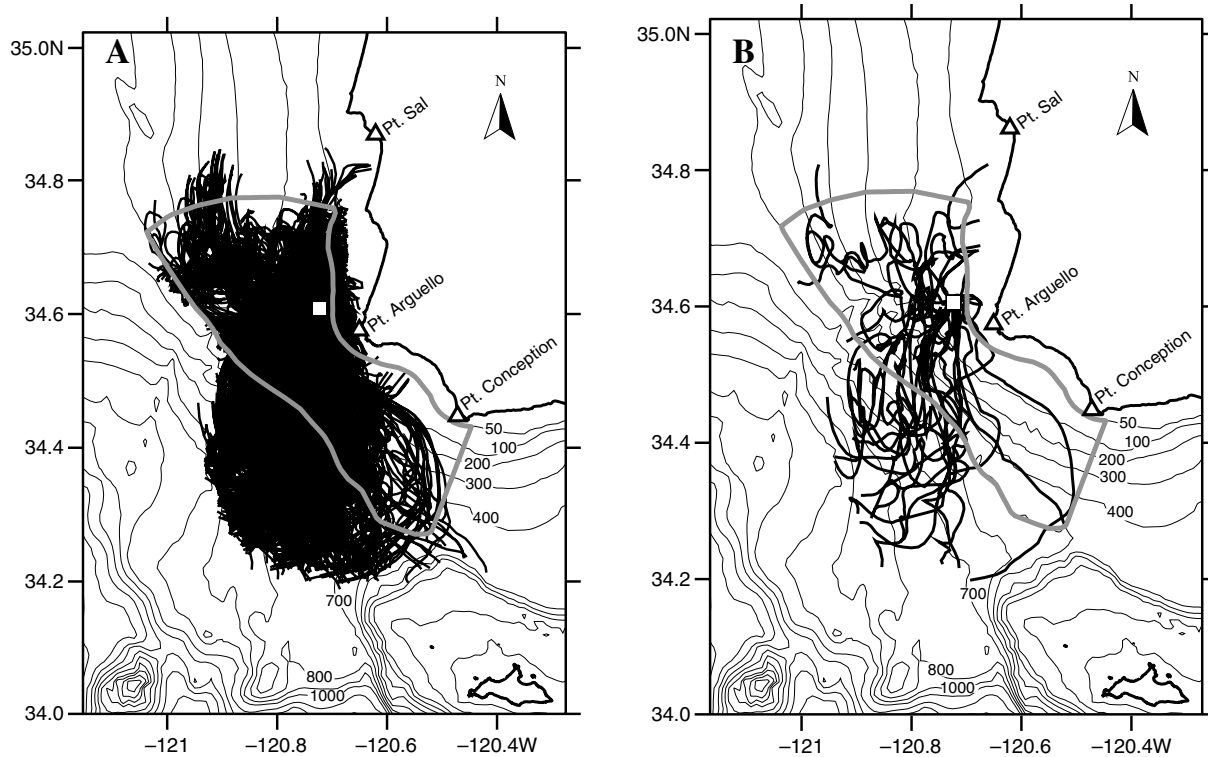 A
N
35.0N
Pt. Sal
34.8
34.6
Pt. Arguello
Pt. Conception
50
100
200
300
400
34.4
34.2
700
800
1000
34.0
−121
−120.8
−120.6
−120.4W
B
N
35.0N
Pt. Sal
34.8
34.6
Pt. Arguello
Pt. Conception
50
100
200
300
400
34.4
34.2
700
800
1000
34.0
−121
−120.8
−120.6
−120.4W